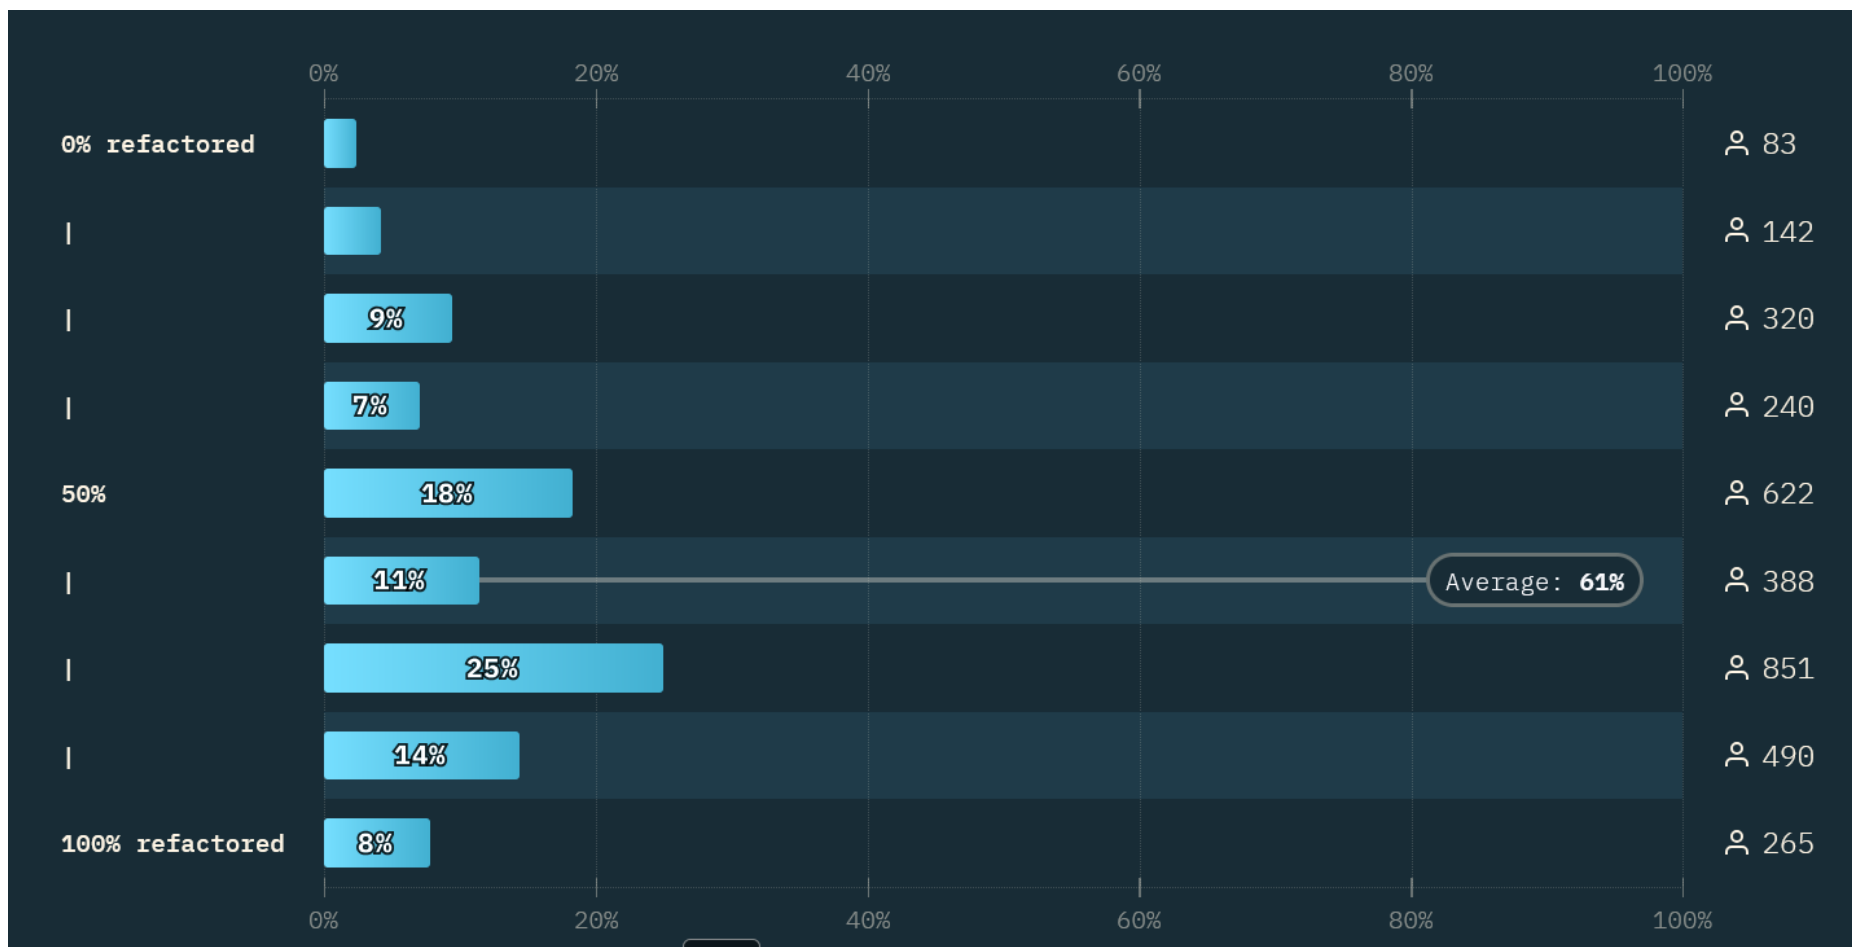 0% 20% 40% 60% 80% 100%
0% refactored 83
| 142
| 9% 320
| 7% 240
50% 18% 622
| 11% Average: 61% 388
| 25% 851
| 14% 490
100% refactored 8% 265
0% 20% 40% 60% 80% 100%